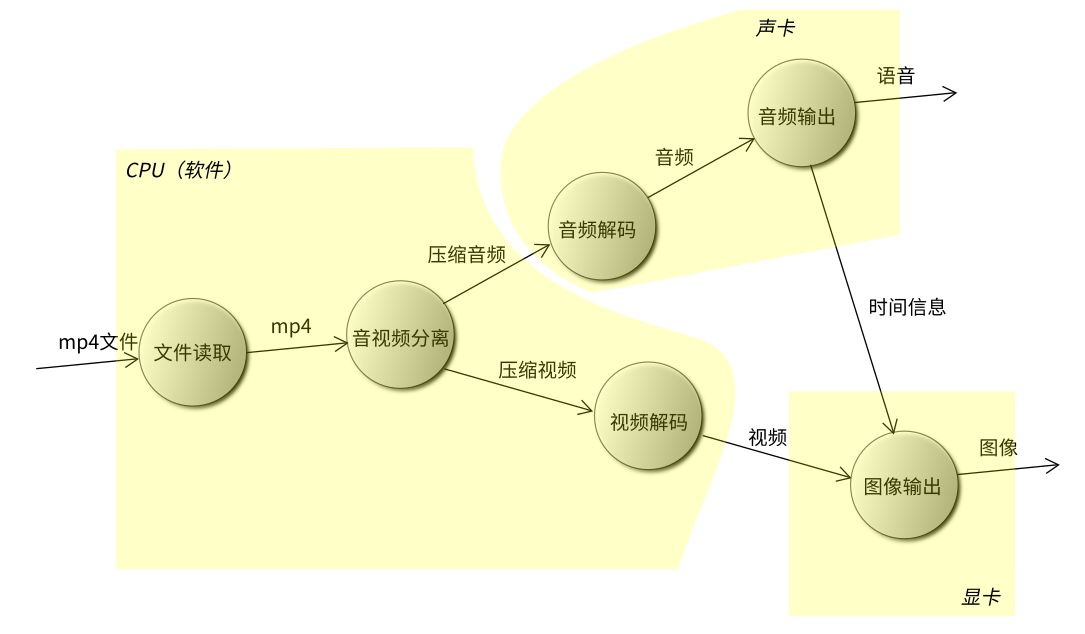 声卡
语音
音频输出
音频
CPU（软件）
音频解码
压缩音频
时间信息
mp4
音视频分离
mp4文件
文件读取
压缩视频
视频解码
视频
图像
图像输出
显卡